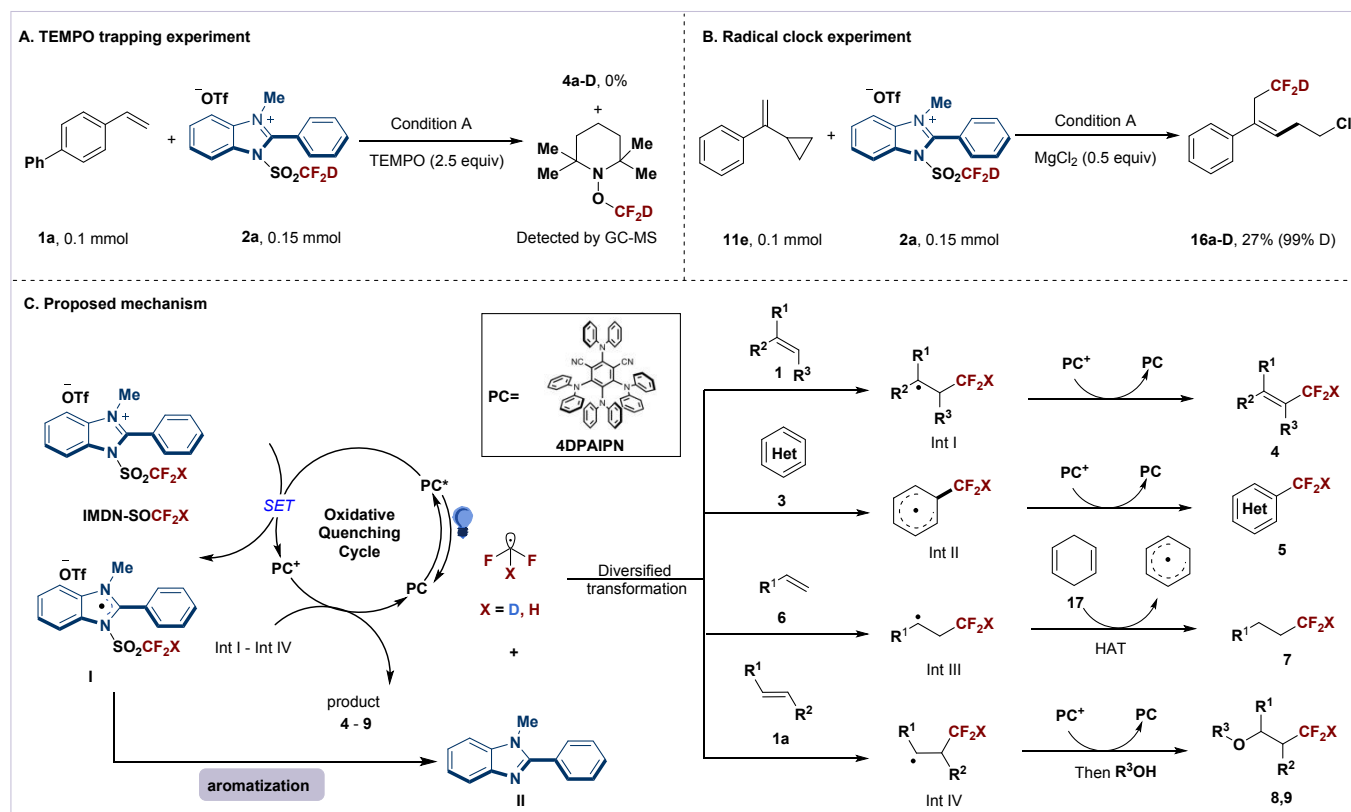 A. TEMPO trapping experiment
Ph
1a, 0.1 mmol
+
⁻OTf
Me
N
+
N
SO₂CF₂D
2a, 0.15 mmol
Condition A
TEMPO (2.5 equiv)
4a-D, 0%
+
Me
Me
Me
N
Me
O
CF₂D
Detected by GC-MS
B. Radical clock experiment
11e, 0.1 mmol
+
⁻OTf
Me
N
+
N
SO₂CF₂D
2a, 0.15 mmol
Condition A
MgCl₂ (0.5 equiv)
CF₂D
Cl
16a-D, 27% (99% D)
C. Proposed mechanism
⁻OTf
Me
N
+
N
SO₂CF₂X
IMDN-SOCF₂X
⁻OTf
Me
N
N
SO₂CF₂X
I
SET
Oxidative
Quenching
Cycle
PC*
PC⁺
PC
Int I - Int IV
product
4 - 9
aromatization
Me
N
N
II
PC=
N
NC
CN
N
N
N
4DPAIPN
F
F
X
X = D, H
+
Diversified
transformation
R¹
R²
R³
1
R¹
R²
CF₂X
R³
Int I
PC⁺
PC
R¹
R²
CF₂X
R³
4
Het
3
CF₂X
Int II
PC⁺
PC
CF₂X
Het
5
R¹
6
R¹
CF₂X
Int III
17
HAT
R¹
CF₂X
7
R¹
R²
1a
R¹
CF₂X
R²
Int IV
PC⁺
PC
Then R³OH
R³
O
R¹
CF₂X
R²
8,9